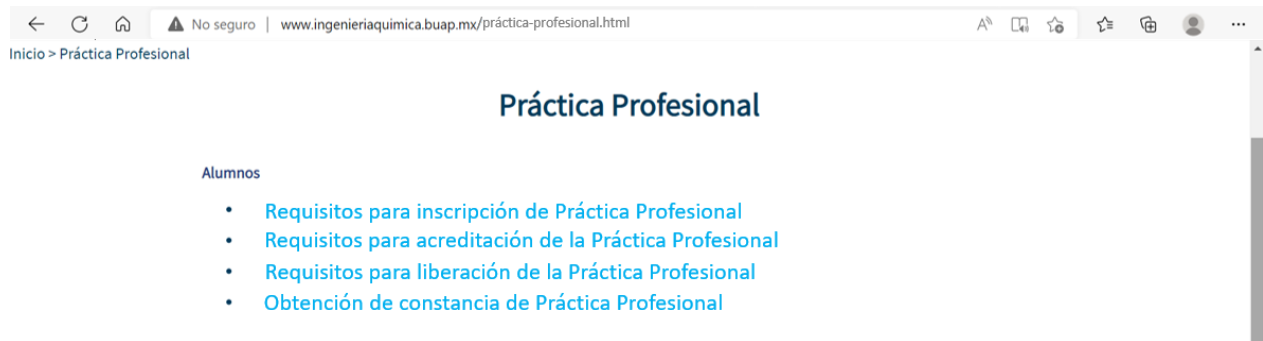 No seguro | www.ingenieriaquimica.buap.mx/práctica-profesional.html
Inicio > Práctica Profesional
Práctica Profesional
Alumnos
• Requisitos para inscripción de Práctica Profesional
• Requisitos para acreditación de la Práctica Profesional
• Requisitos para liberación de la Práctica Profesional
• Obtención de constancia de Práctica Profesional